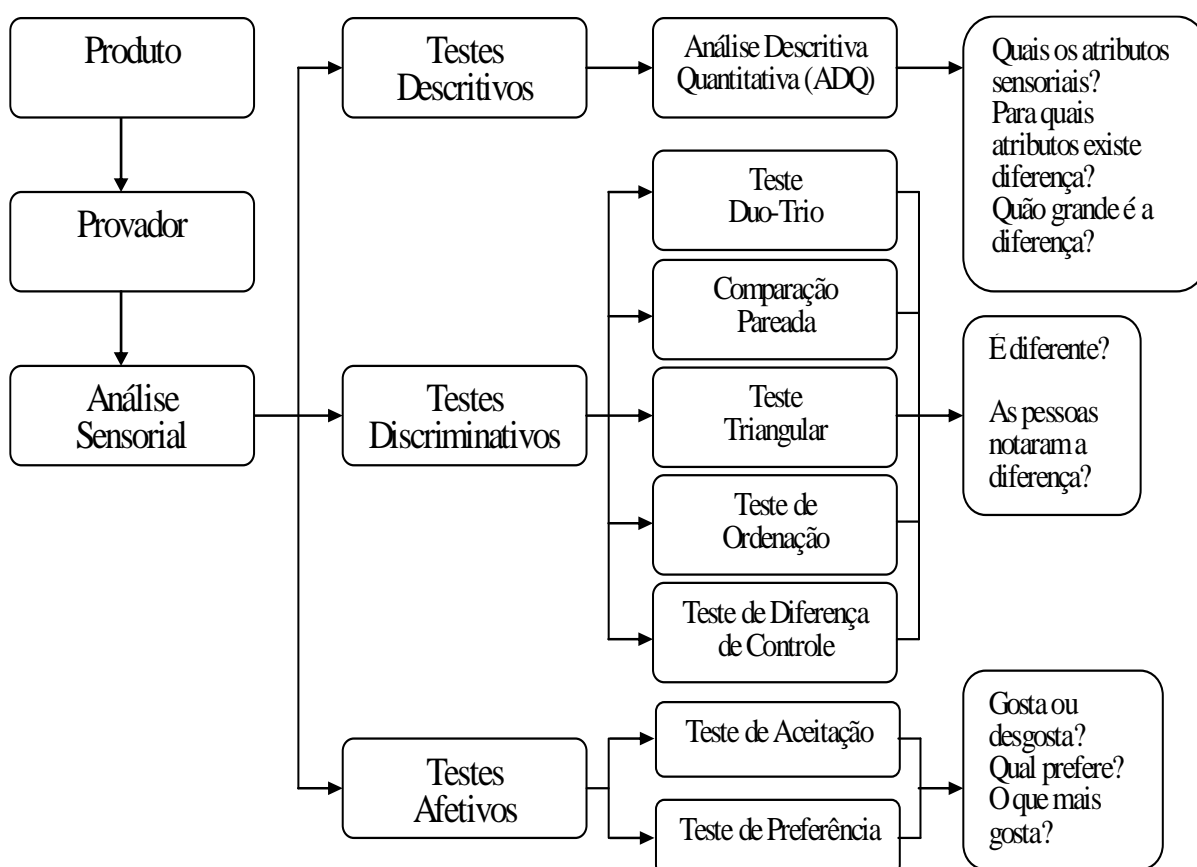 Produto
Provador
Análise
Sensorial
Testes
Descritivos
Análise Descritiva
Quantitativa (ADQ)
Quais os atributos
sensoriais?
Para quais
atributos existe
diferença?
Quão grande é a
diferença?
Testes
Discriminativos
Teste
Duo-Trio
Comparação
Pareada
Teste
Triangular
Teste de
Ordenação
Teste de Diferença
de Controle
É diferente?
As pessoas
notaram a
diferença?
Testes
Afetivos
Teste de Aceitação
Teste de Preferência
Gosta ou
desgosta?
Qual prefere?
O que mais
gosta?